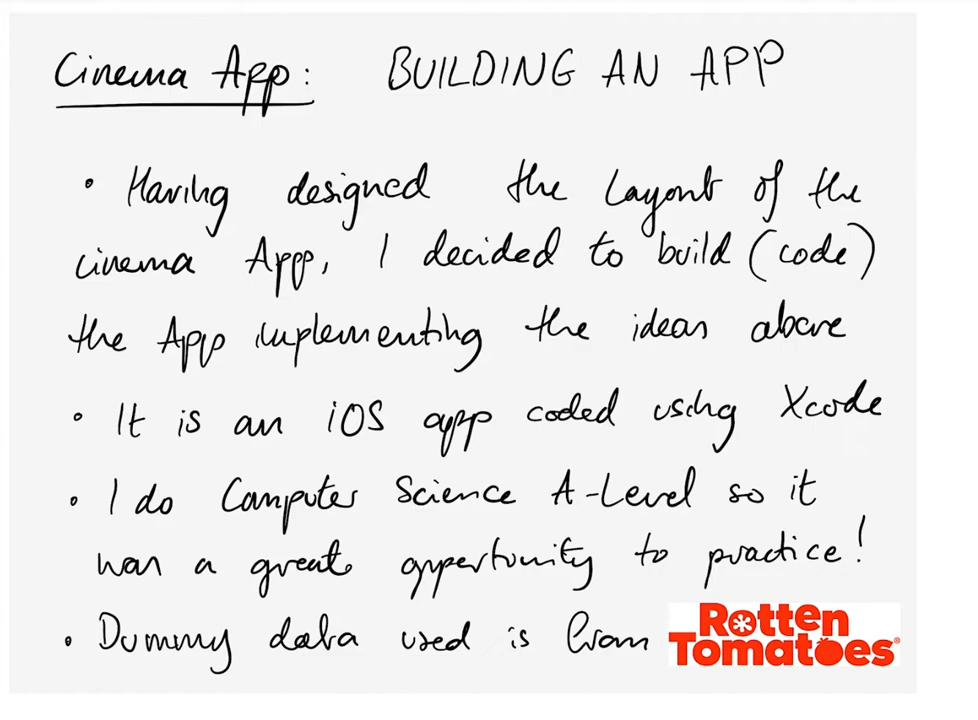 Cinema App: BUILDING AN APP
• Having designed the layout of the
cinema App, I decided to build (code)
the App implementing the ideas above
• It is an iOS app coded using Xcode
• I do Computer Science A-Level so it
was a great opportunity to practice!
• Dummy data used is from Rotten Tomatoes®